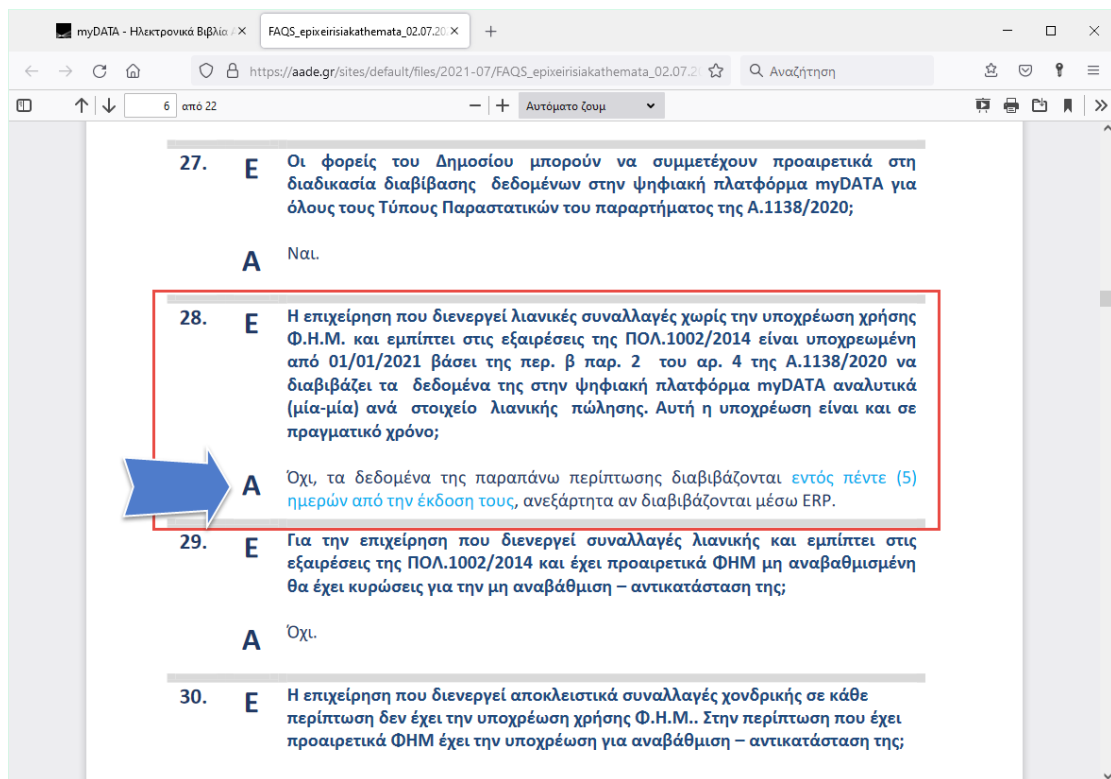 myDATA - Ηλεκτρονικά Βιβλία
FAQS_epixeirisiakathemata_02.07.20
https://aade.gr/sites/default/files/2021-07/FAQS_epixeirisiakathemata_02.07.2
Αναζήτηση
6 από 22
Αυτόματο ζουμ
27. Ε Οι φορείς του Δημοσίου μπορούν να συμμετέχουν προαιρετικά στη
διαδικασία διαβίβασης δεδομένων στην ψηφιακή πλατφόρμα myDATA για
όλους τους Τύπους Παραστατικών του παραρτήματος της Α.1138/2020;
Α Ναι.
28. Ε Η επιχείρηση που διενεργεί λιανικές συναλλαγές χωρίς την υποχρέωση χρήσης
Φ.Η.Μ. και εμπίπτει στις εξαιρέσεις της ΠΟΛ.1002/2014 είναι υποχρεωμένη
από 01/01/2021 βάσει της περ. β παρ. 2 του αρ. 4 της Α.1138/2020 να
διαβιβάζει τα δεδομένα της στην ψηφιακή πλατφόρμα myDATA αναλυτικά
(μία-μία) ανά στοιχείο λιανικής πώλησης. Αυτή η υποχρέωση είναι και σε
πραγματικό χρόνο;
Α Όχι, τα δεδομένα της παραπάνω περίπτωσης διαβιβάζονται εντός πέντε (5)
ημερών από την έκδοση τους, ανεξάρτητα αν διαβιβάζονται μέσω ERP.
29. Ε Για την επιχείρηση που διενεργεί συναλλαγές λιανικής και εμπίπτει στις
εξαιρέσεις της ΠΟΛ.1002/2014 και έχει προαιρετικά ΦΗΜ μη αναβαθμισμένη
θα έχει κυρώσεις για την μη αναβάθμιση – αντικατάσταση της;
Α Όχι.
30. Ε Η επιχείρηση που διενεργεί αποκλειστικά συναλλαγές χονδρικής σε κάθε
περίπτωση δεν έχει την υποχρέωση χρήσης Φ.Η.Μ.. Στην περίπτωση που έχει
προαιρετικά ΦΗΜ έχει την υποχρέωση για αναβάθμιση – αντικατάσταση της;